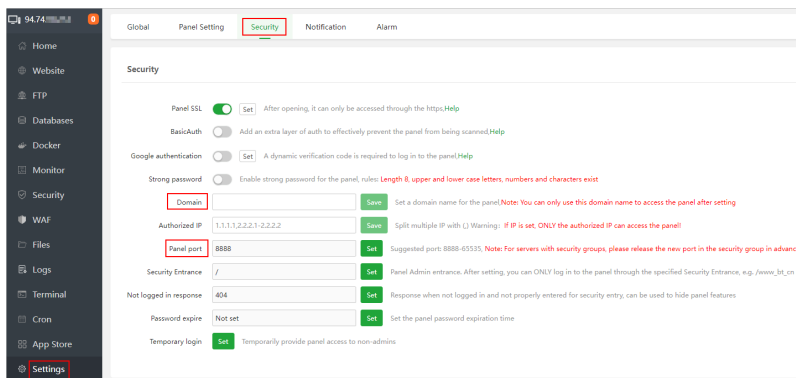 94.74. 0
Global Panel Setting Security Notification Alarm
Home
Website
FTP
Databases
Docker
Monitor
Security
WAF
Files
Logs
Terminal
Cron
App Store
Settings
Security
Panel SSL Set After opening, it can only be accessed through the https,Help
BasicAuth Add an extra layer of auth to effectively prevent the panel from being scanned,Help
Google authentication Set A dynamic verification code is required to log in to the panel,Help
Strong password Enable strong password for the panel, rules: Length 8, upper and lower case letters, numbers and characters exist
Domain Save Set a domain name for the panel,Note: You can only use this domain name to access the panel after setting
Authorized IP 1.1.1.1,2.2.2.1-2.2.2.2 Save Split multiple IP with (,) Warning: If IP is set, ONLY the authorized IP can access the panel!
Panel port 8888 Set Suggested port: 8888-65535, Note: For servers with security groups, please release the new port in the security group in advanc
Security Entrance / Set Panel Admin entrance. After setting, you can ONLY log in to the panel through the specified Security Entrance, e.g. /www_bt_cn
Not logged in response 404 Set Response when not logged in and not properly entered for security entry, can be used to hide panel features
Password expire Not set Set Set the panel password expiration time
Temporary login Set Temporarily provide panel access to non-admins